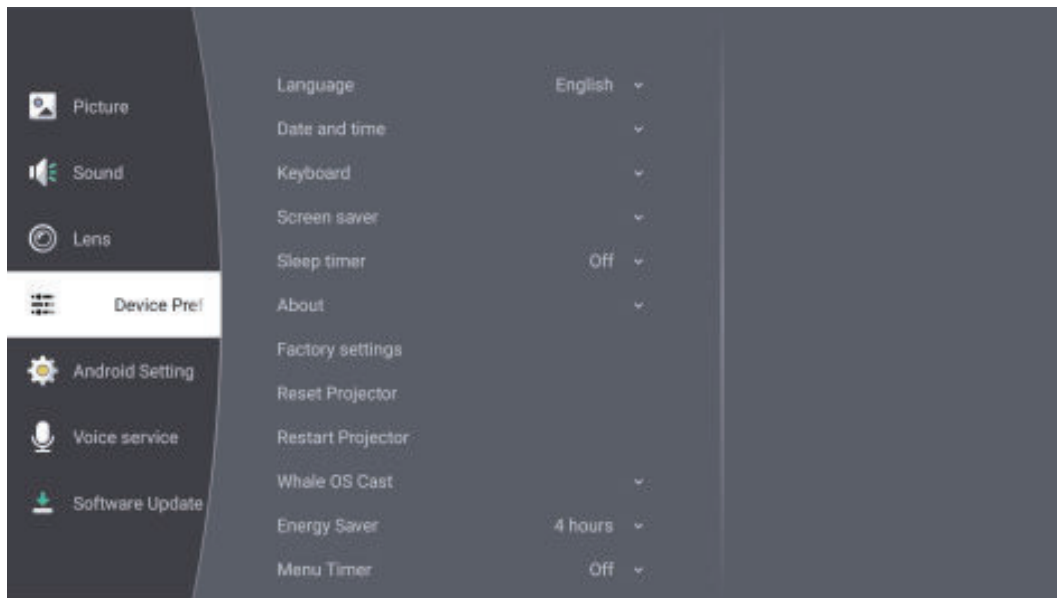 Picture
Sound
Lens
Device Pref
Android Setting
Voice service
Software Update
Language English
Date and time
Keyboard
Screen saver
Sleep timer Off
About
Factory settings
Reset Projector
Restart Projector
Whale OS Cast
Energy Saver 4 hours
Menu Timer Off